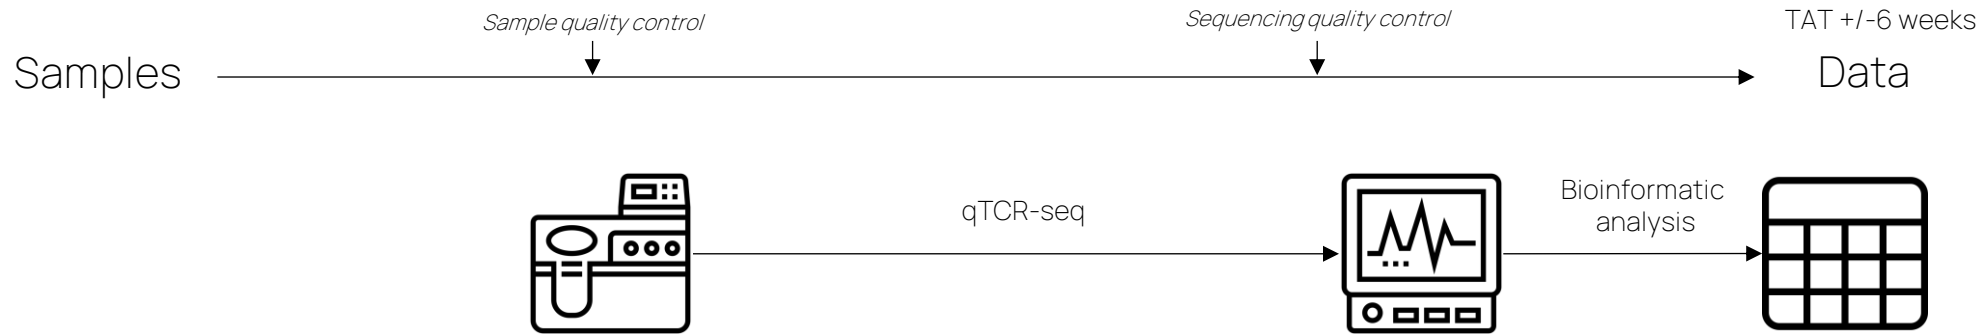 Sample quality control
Sequencing quality control
TAT +/-6 weeks
Samples
Data
qTCR-seq
Bioinformatic
analysis